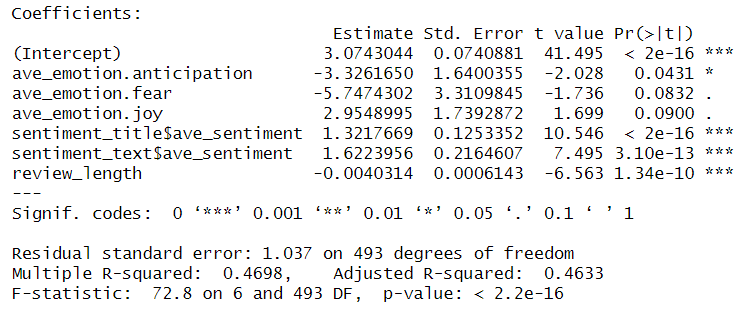 Coefficients:
                             Estimate Std. Error t value Pr(>|t|)
(Intercept)                 3.0743044  0.0740881  41.495  < 2e-16 ***
ave_emotion.anticipation   -3.3261650  1.6400355  -2.028   0.0431 *
ave_emotion.fear           -5.7474302  3.3109845  -1.736   0.0832 .
ave_emotion.joy             2.9548995  1.7392872   1.699   0.0900 .
sentiment_title$ave_sentiment  1.3217669  0.1253352  10.546  < 2e-16 ***
sentiment_text$ave_sentiment   1.6223956  0.2164607   7.495 3.10e-13 ***
review_length              -0.0040314  0.0006143  -6.563 1.34e-10 ***
---
Signif. codes:  0 ‘***’ 0.001 ‘**’ 0.01 ‘*’ 0.05 ‘.’ 0.1 ‘ ’ 1

Residual standard error: 1.037 on 493 degrees of freedom
Multiple R-squared:  0.4698,    Adjusted R-squared:  0.4633
F-statistic:  72.8 on 6 and 493 DF,  p-value: < 2.2e-16